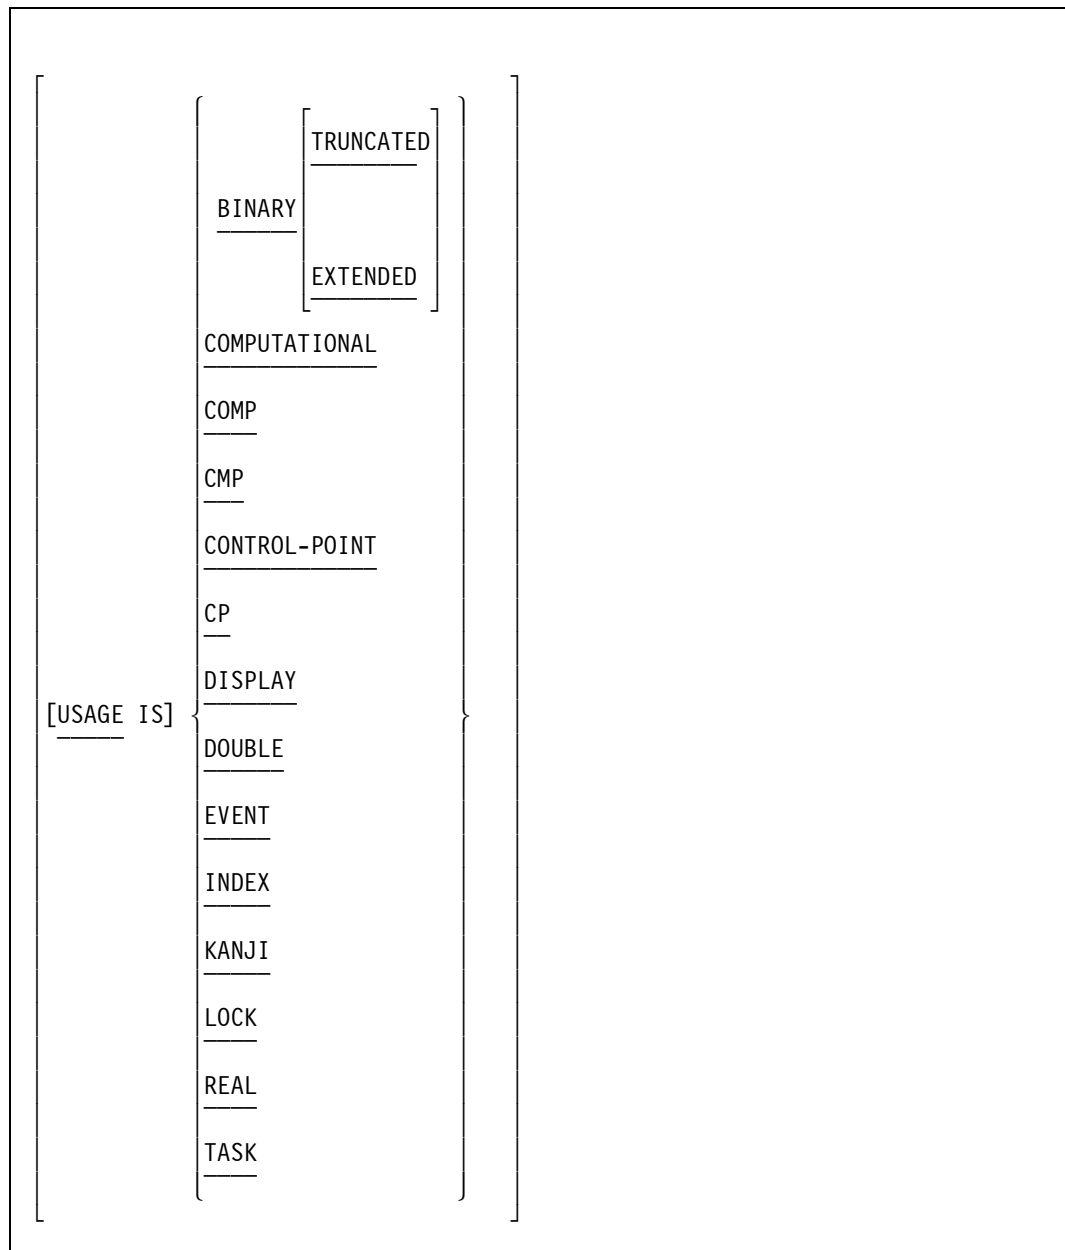 TRUNCATED
BINARY
EXTENDED
COMPUTATIONAL
COMP
CMP
CONTROL-POINT
CP
DISPLAY
[USAGE IS]
DOUBLE
EVENT
INDEX
KANJI
LOCK
REAL
TASK